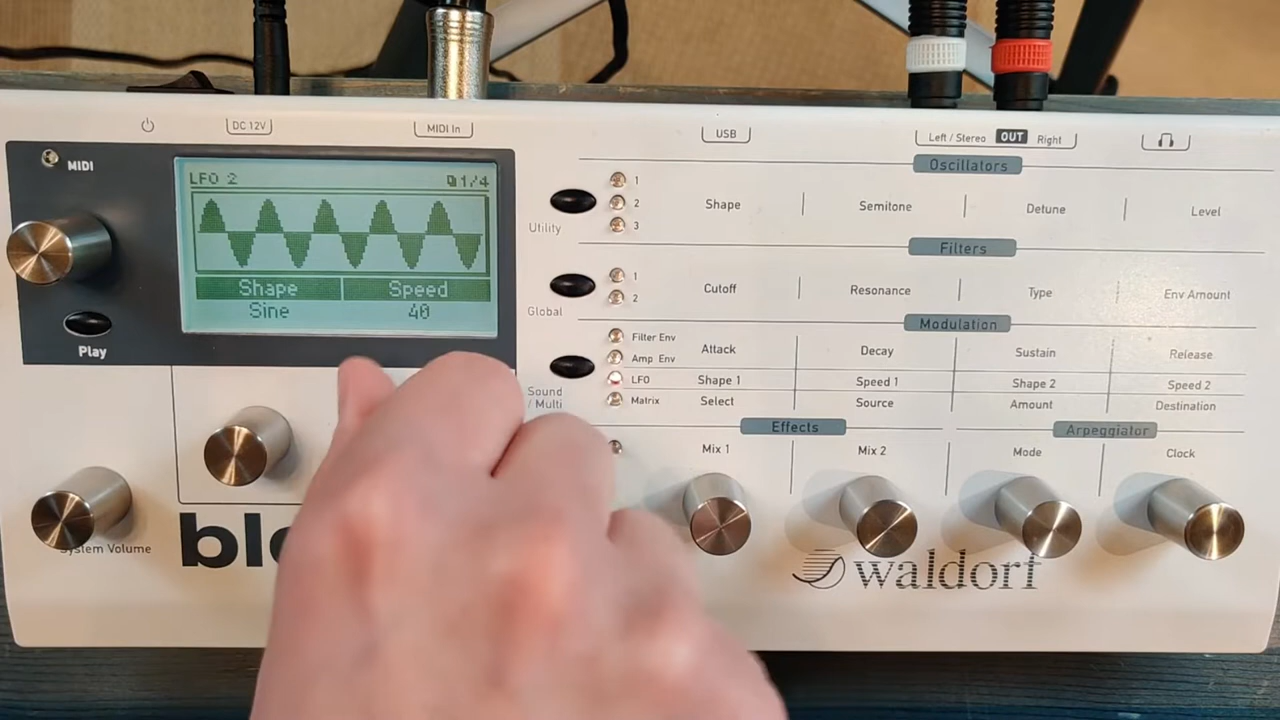 DC 12V
MIDI In
USB
Left / Stereo OUT Right
MIDI
LFO 2 1/4
Shape Speed
Sine 40
Play
System Volume
Utility
Global
Sound
/ Multi
Oscillators
1
2
3
Shape Semitone Detune Level
Filters
1
2
Cutoff Resonance Type Env Amount
Modulation
Filter Env
Attack Decay Sustain Release
Amp Env
LFO Shape 1 Speed 1 Shape 2 Speed 2
Matrix Select Source Amount Destination
Effects Arpeggiator
Mix 1 Mix 2 Mode Clock
waldorf